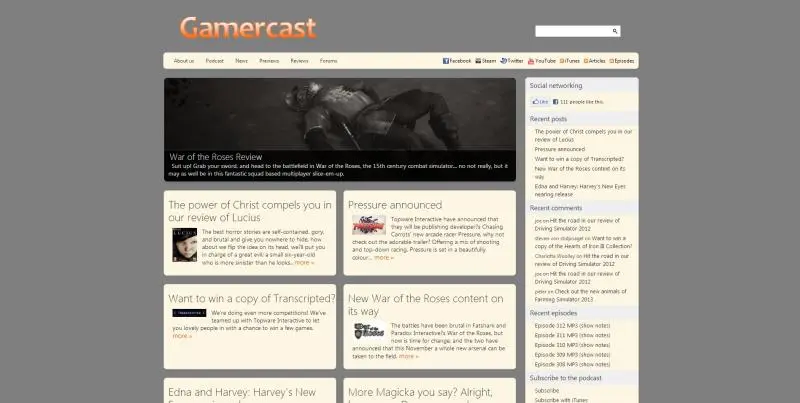 Gamercast
About us Podcast News Previews Reviews Forums Facebook Steam Twitter YouTube iTunes Articles Episodes
War of the Roses Review
Suit up! Grab your sword, and head to the battlefield in War of the Roses, the 15th century combat simulator... no not really, but it
may as well be in this fantastic squad based multiplayer slice-em-up.
The power of Christ compels you in
our review of Lucius
The best horror stories are self-contained, gory,
and brutal and give you nowhere to hide, how
about we flip the idea on its head, we'll put you
in charge of a great evil: a small six-year-old
who is more sinister than he looks... more »
Pressure announced
Topware Interactive have announced that
they will be publishing developer?s Chasing
Carrots' new arcade racer Pressure, why not
check out the adorable trailer? Offering a mix of shooting
and top-down racing, Pressure is set in a beautifully
colour... more »
Want to win a copy of Transcripted?
TRANSCRIPTED
We're doing even more competitions! We've
teamed up with Topware Interactive to let
you lovely people in with a chance to win a few games.
more »
New War of the Roses content on
its way
War of the Roses
The battles have been brutal in Fatshark and
Paradox Interactive?s War of the Roses, but
now is time for change; and the two have
announced that this November a whole new arsenal can be
taken to the field. more »
Edna and Harvey: Harvey's New
More Magicka you say? Alright,
Social networking
Like 111 people like this.
Recent posts
The power of Christ compels you in our
review of Lucius
Pressure announced
Want to win a copy of Transcripted?
New War of the Roses content on its
way
Edna and Harvey: Harvey's New Eyes
nearing release
Recent comments
joe on Hit the road in our review of
Driving Simulator 2012
steven van slobjnagel on Want to win a
copy of the Hearts of Iron III Collection?
Charlotte Woolley on Hit the road in our
review of Driving Simulator 2012
joe on Hit the road in our review of
Driving Simulator 2012
peter on Check out the new animals of
Farming Simulator 2013
Recent episodes
Episode 312 MP3 (show notes)
Episode 311 MP3 (show notes)
Episode 310 MP3 (show notes)
Episode 309 MP3 (show notes)
Episode 308 MP3 (show notes)
Subscribe to the podcast
Subscribe
Subscribe with iTunes